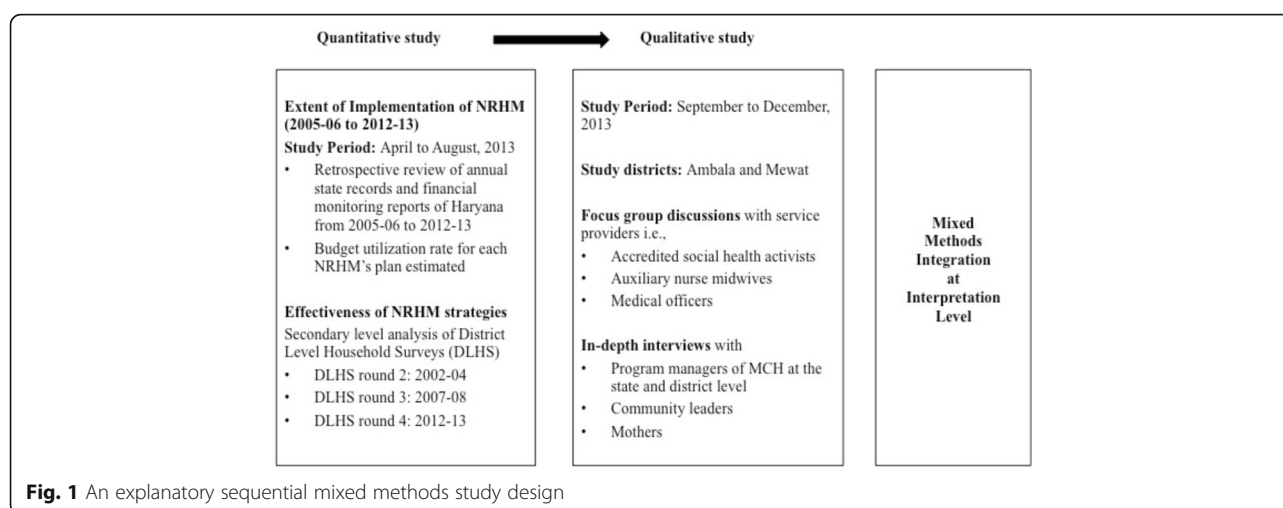 Quantitative study
Qualitative study
Extent of Implementation of NRHM
(2005-06 to 2012-13)
Study Period: April to August, 2013
• Retrospective review of annual
state records and financial
monitoring reports of Haryana
from 2005-06 to 2012-13
• Budget utilization rate for each
NRHM's plan estimated
Effectiveness of NRHM strategies
Secondary level analysis of District
Level Household Surveys (DLHS)
• DLHS round 2: 2002-04
• DLHS round 3: 2007-08
• DLHS round 4: 2012-13
Study Period: September to December,
2013
Study districts: Ambala and Mewat
Focus group discussions with service
providers i.e.,
• Accredited social health activists
• Auxiliary nurse midwives
• Medical officers
In-depth interviews with
• Program managers of MCH at the
state and district level
• Community leaders
• Mothers
Mixed
Methods
Integration
at
Interpretation
Level
Fig. 1 An explanatory sequential mixed methods study design